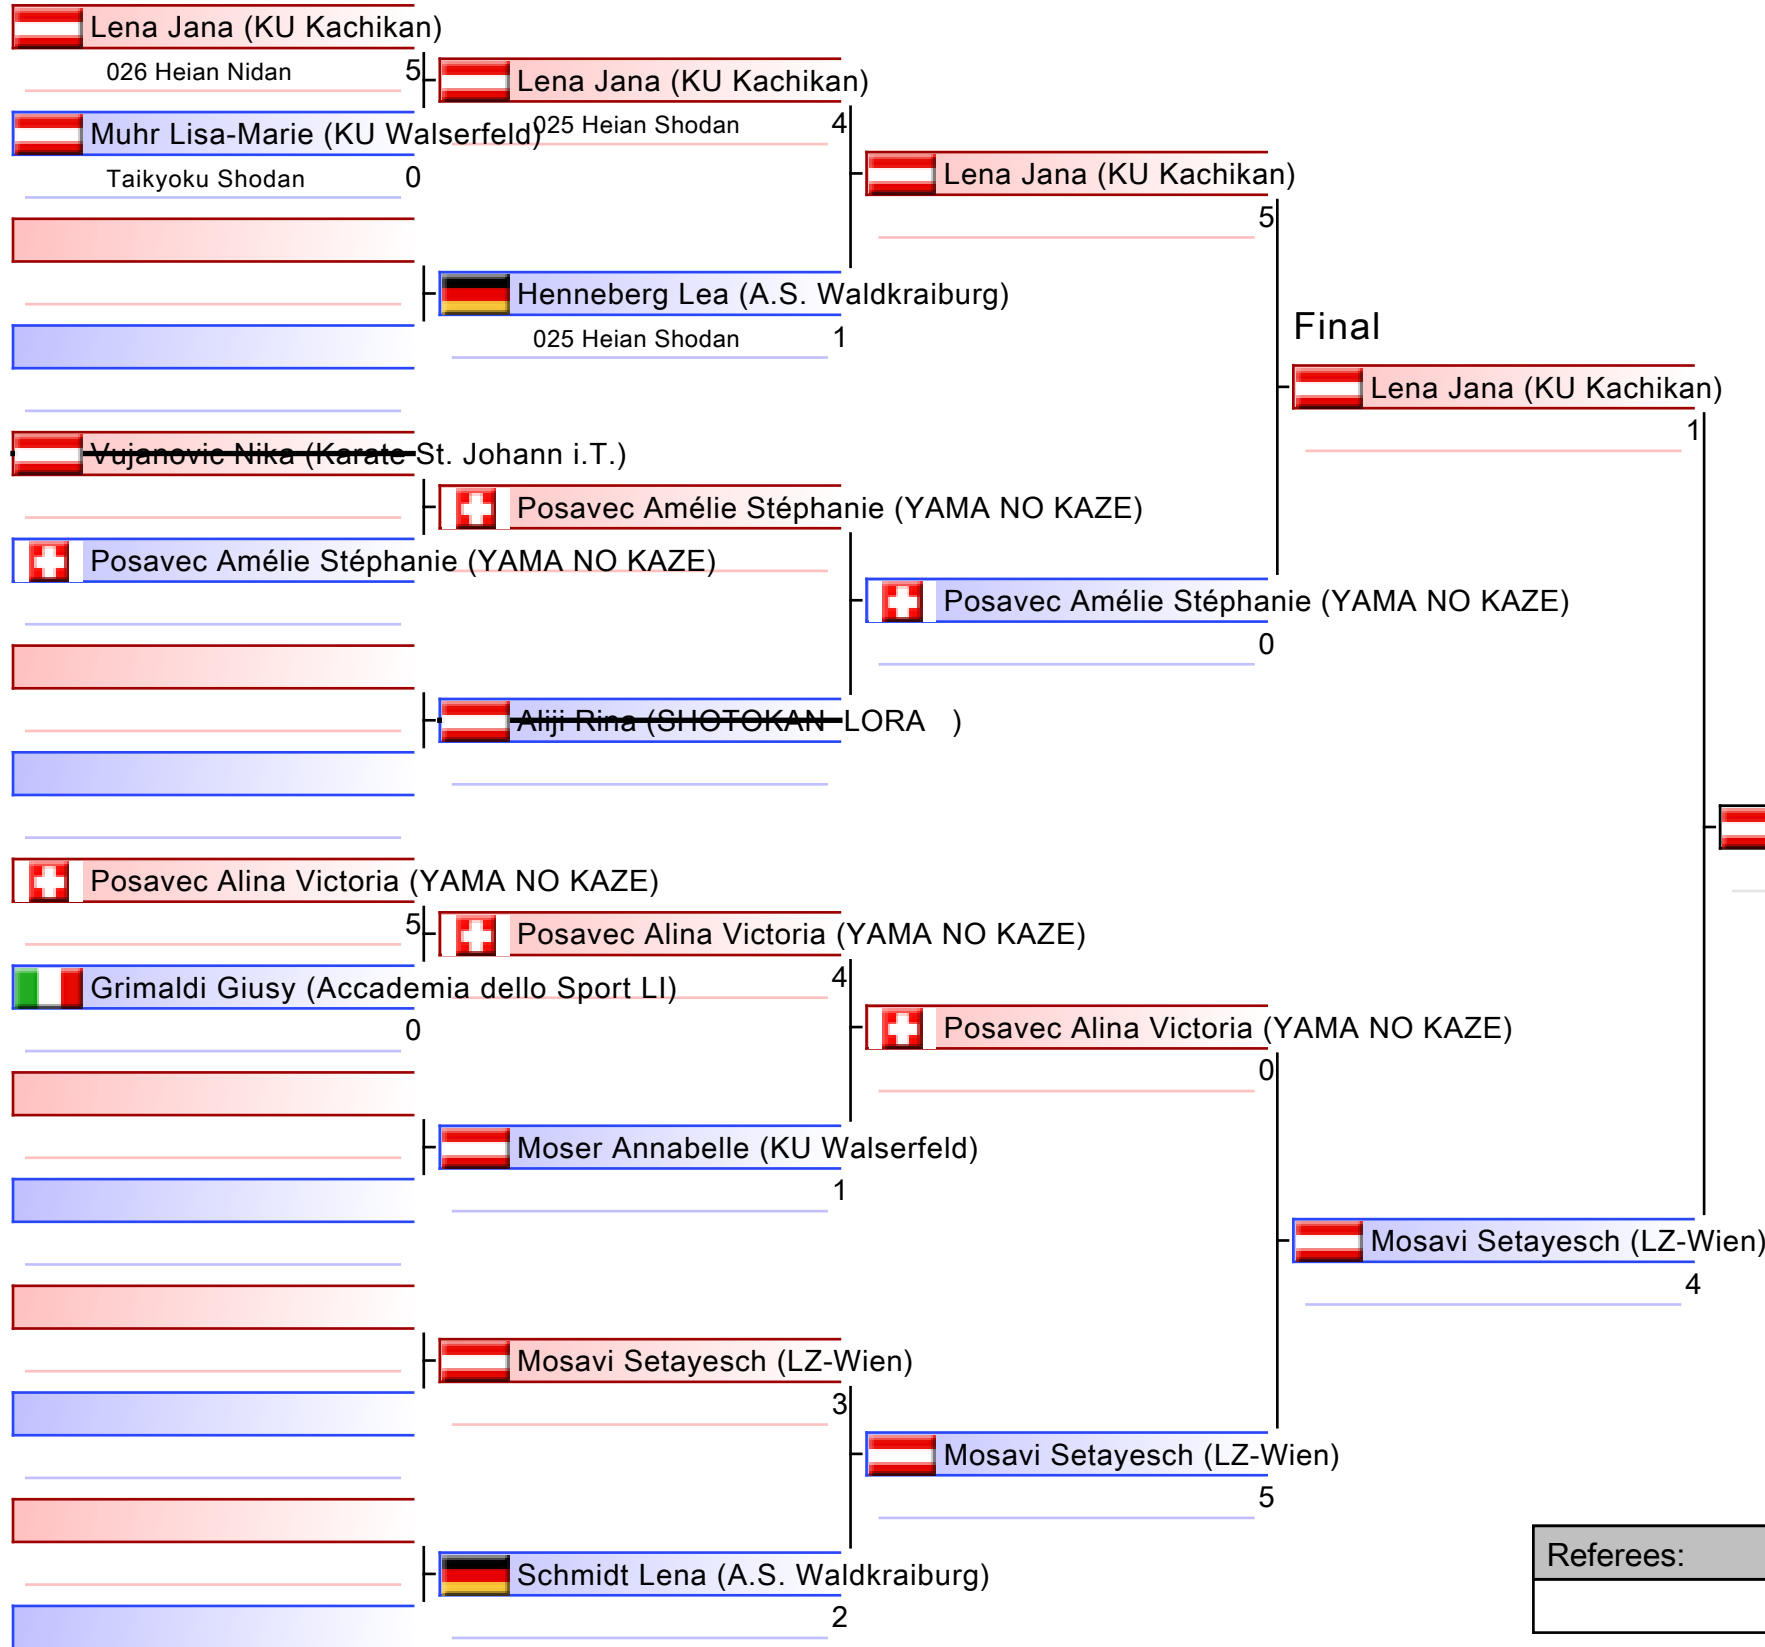 Lena Jana (KU Kachikan)
026 Heian Nidan 5
Muhr Lisa-Marie (KU Walserfeld)
Taikyoku Shodan 0
Lena Jana (KU Kachikan)
025 Heian Shodan 4
Henneberg Lea (A.S. Waldkraiburg)
025 Heian Shodan 1
Lena Jana (KU Kachikan)
5
Final
Lena Jana (KU Kachikan)
1
Vujanovic Nika (Karate St. Johann i.T.)
Posavec Amélie Stéphanie (YAMA NO KAZE)
Posavec Amélie Stéphanie (YAMA NO KAZE)
Posavec Amélie Stéphanie (YAMA NO KAZE)
0
Aliji Rina (SHOTOKAN LORA )
Posavec Alina Victoria (YAMA NO KAZE)
5
Grimaldi Giusy (Accademia dello Sport LI)
0
Posavec Alina Victoria (YAMA NO KAZE)
4
Posavec Alina Victoria (YAMA NO KAZE)
0
Moser Annabelle (KU Walserfeld)
1
Mosavi Setayesch (LZ-Wien)
4
Mosavi Setayesch (LZ-Wien)
3
Mosavi Setayesch (LZ-Wien)
5
Schmidt Lena (A.S. Waldkraiburg)
2
Referees: